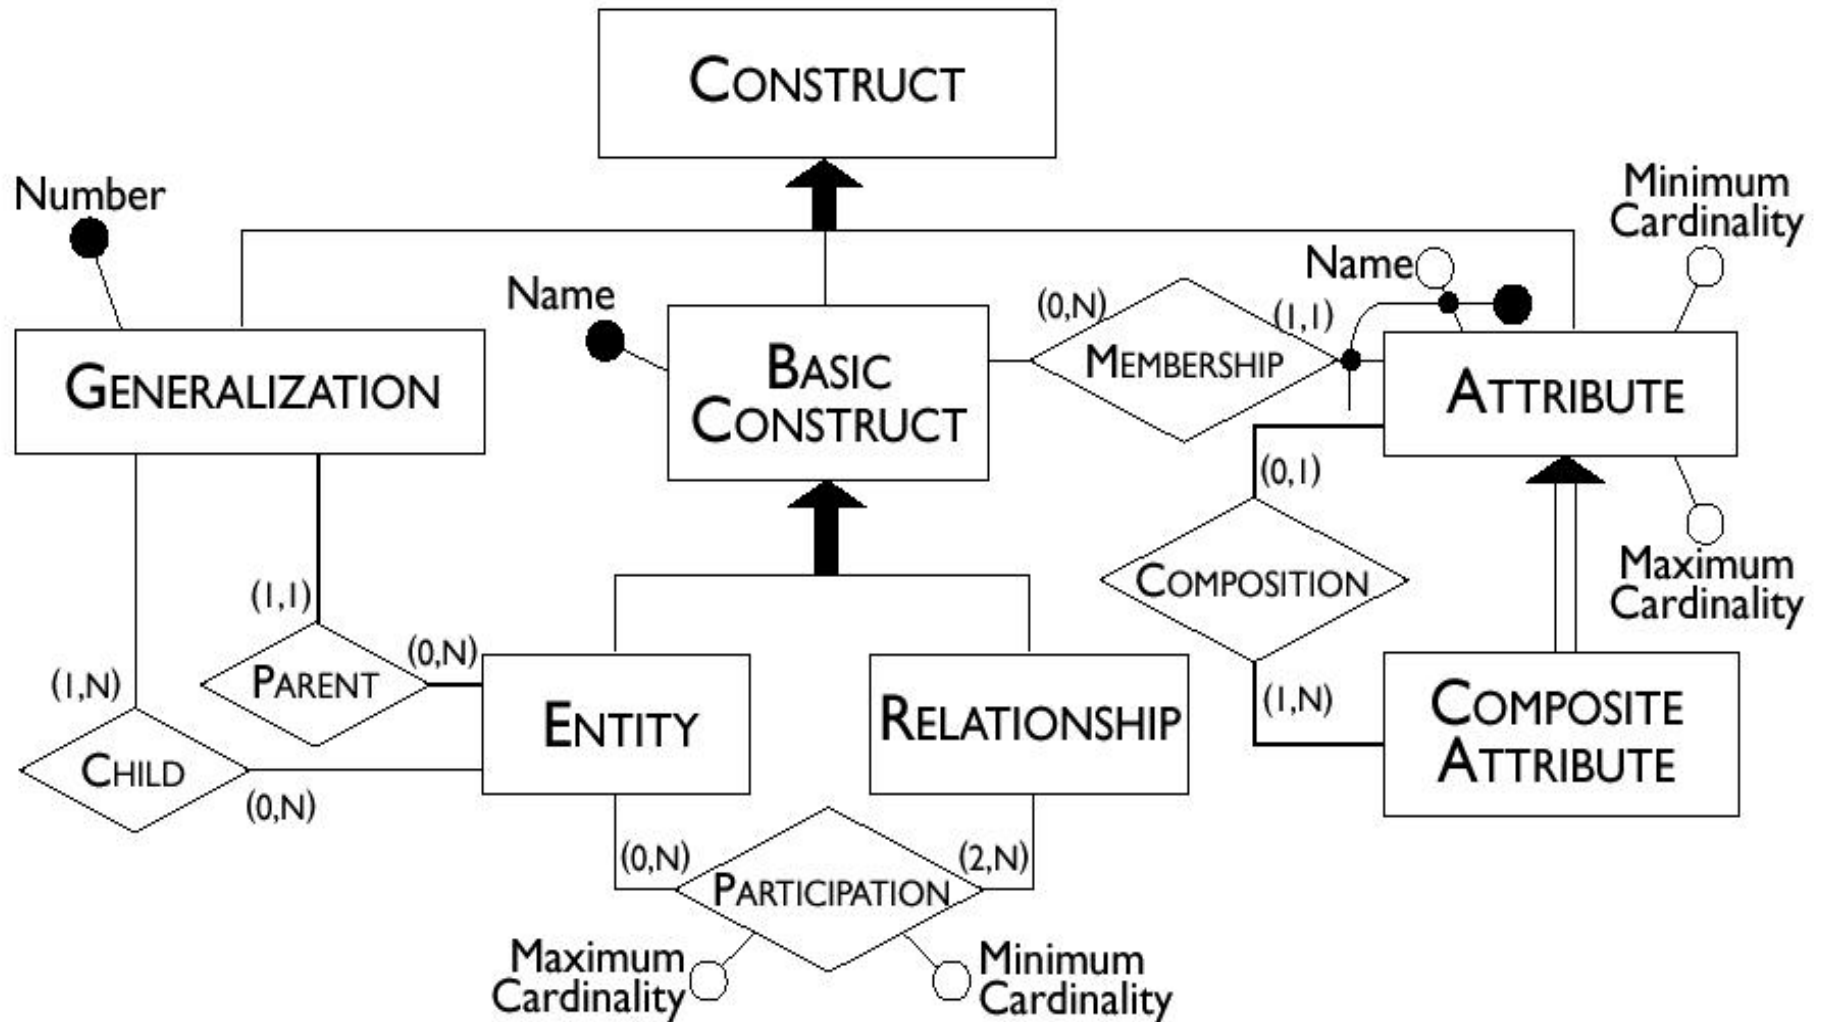 CONSTRUCT
Number
Minimum
Cardinality
Name
Name
(0,N)
(1,1)
GENERALIZATION
BASIC
CONSTRUCT
MEMBERSHIP
ATTRIBUTE
(0,1)
COMPOSITION
Maximum
Cardinality
(1,1)
(0,N)
(1,N)
PARENT
(1,N)
ENTITY
RELATIONSHIP
COMPOSITE
ATTRIBUTE
CHILD
(0,N)
(0,N)
(2,N)
PARTICIPATION
Maximum
Cardinality
Minimum
Cardinality